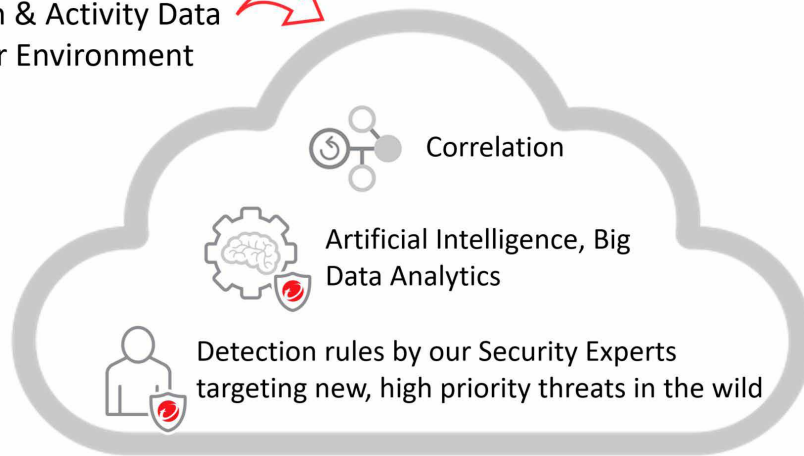 & Activity Data
Environment
Correlation
Artificial Intelligence, Big
Data Analytics
Detection rules by our Security Experts
targeting new, high priority threats in the wild